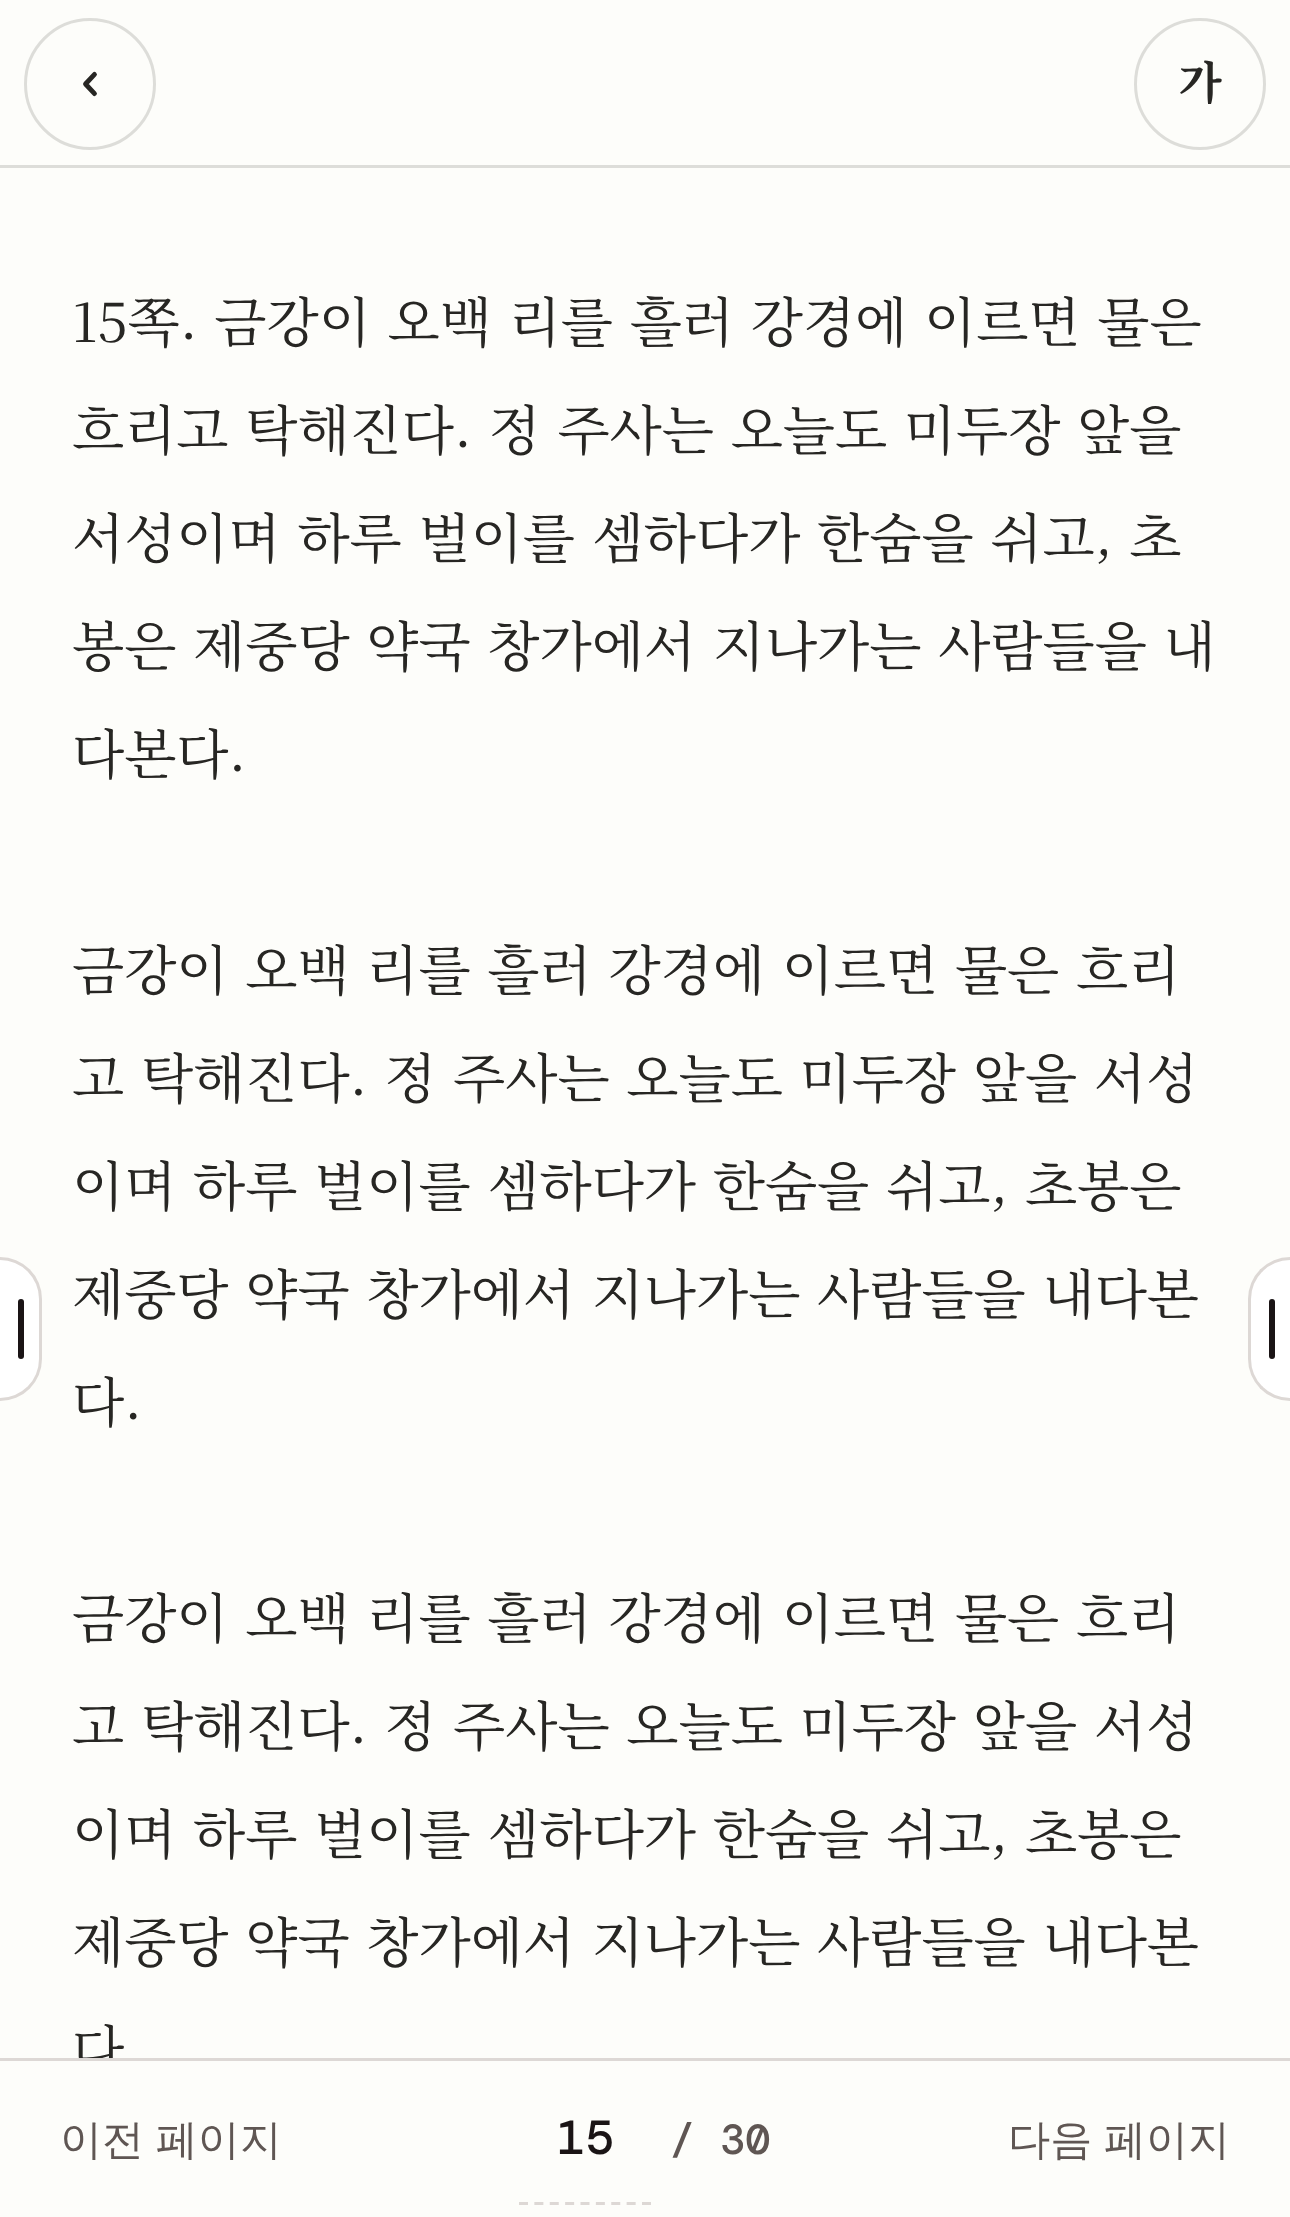 가
15쪽. 금강이 오백 리를 흘러 강경에 이르면 물은
흐리고 탁해진다. 정 주사는 오늘도 미두장 앞을
서성이며 하루 벌이를 셈하다가 한숨을 쉬고, 초
봉은 제중당 약국 창가에서 지나가는 사람들을 내
다본다.
금강이 오백 리를 흘러 강경에 이르면 물은 흐리
고 탁해진다. 정 주사는 오늘도 미두장 앞을 서성
이며 하루 벌이를 셈하다가 한숨을 쉬고, 초봉은
제중당 약국 창가에서 지나가는 사람들을 내다본
다.
금강이 오백 리를 흘러 강경에 이르면 물은 흐리
고 탁해진다. 정 주사는 오늘도 미두장 앞을 서성
이며 하루 벌이를 셈하다가 한숨을 쉬고, 초봉은
제중당 약국 창가에서 지나가는 사람들을 내다본
다
이전 페이지 15 / 30 다음 페이지